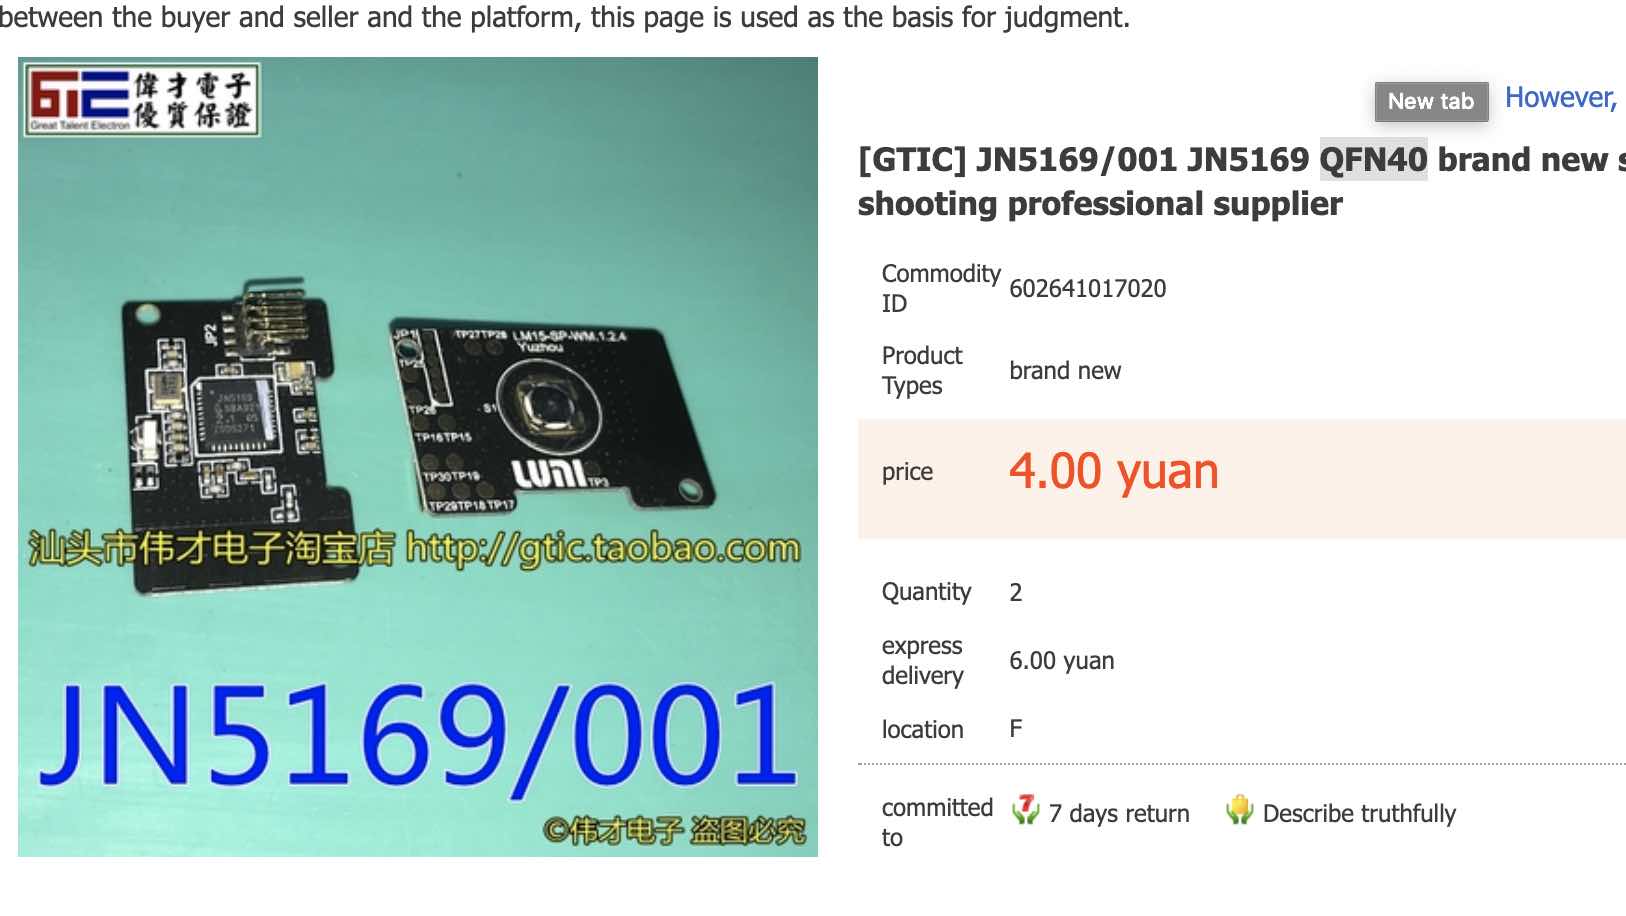 between the buyer and seller and the platform, this page is used as the basis for judgment.
GTIC
Great Talent Electron
偉才電子
優質保證
JP2
JN5169
JP1
TP27TP28
LM15-SP-WM.1.2.4
Yuzhou
TP25
TP26
S1
TP16TP15
TP30TP19
LUMI
TP3
TP29TP18TP17
汕头市伟才电子淘宝店 http://gtic.taobao.com
JN5169/001
©伟才电子 盗图必究
New tab
However,
[GTIC] JN5169/001 JN5169 QFN40 brand new s
shooting professional supplier
Commodity
ID
602641017020
Product
Types
brand new
price
4.00 yuan
Quantity
2
express
delivery
6.00 yuan
location
F
committed
to
7
7 days return
Describe truthfully